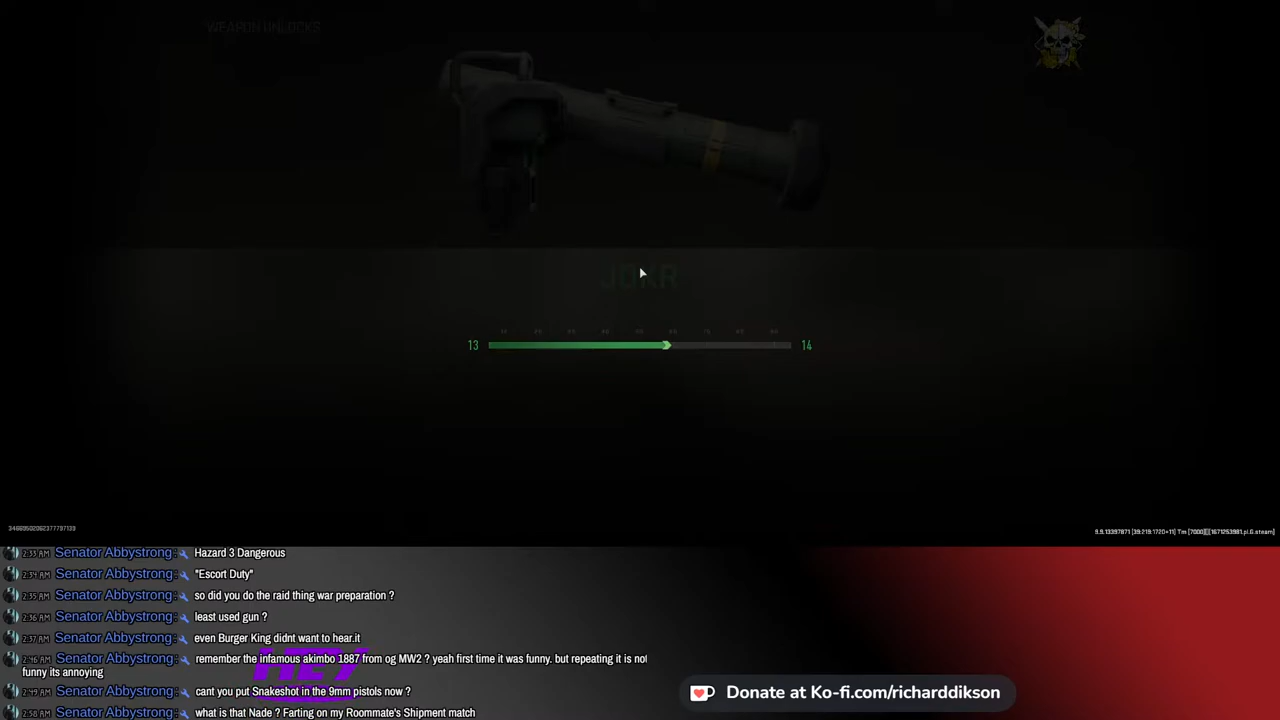 WEAPON UNLOCKS
JOKR
13
14
2:33 AM Senator Abbystrong: Hazard 3 Dangerous
2:34 AM Senator Abbystrong: "Escort Duty"
2:35 AM Senator Abbystrong: so did you do the raid thing war preparation ?
2:36 AM Senator Abbystrong: least used gun ?
2:37 AM Senator Abbystrong: even Burger King didnt want to hear.it
2:46 AM Senator Abbystrong: remember the infamous akimbo 1887 from og MW2 ? yeah first time it was funny. but repeating it is not
funny its annoying
HEY
2:49 AM Senator Abbystrong: cant you put Snakeshot in the 9mm pistols now ?
2:58 AM Senator Abbystrong: what is that Nade ? Farting on my Roommate's Shipment match
Donate at Ko-fi.com/richarddikson